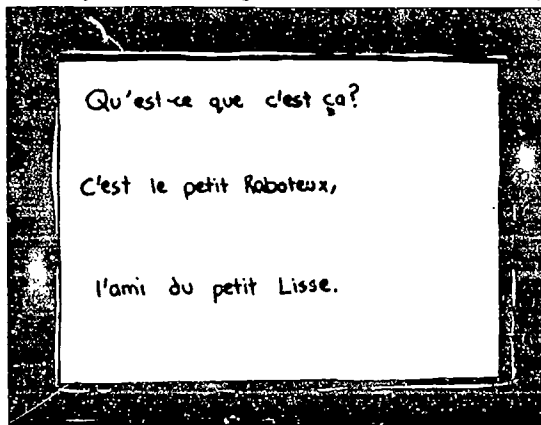 Qu'est-ce que c'est ça?
C'est le petit Raboteux,
l'ami du petit Lisse.